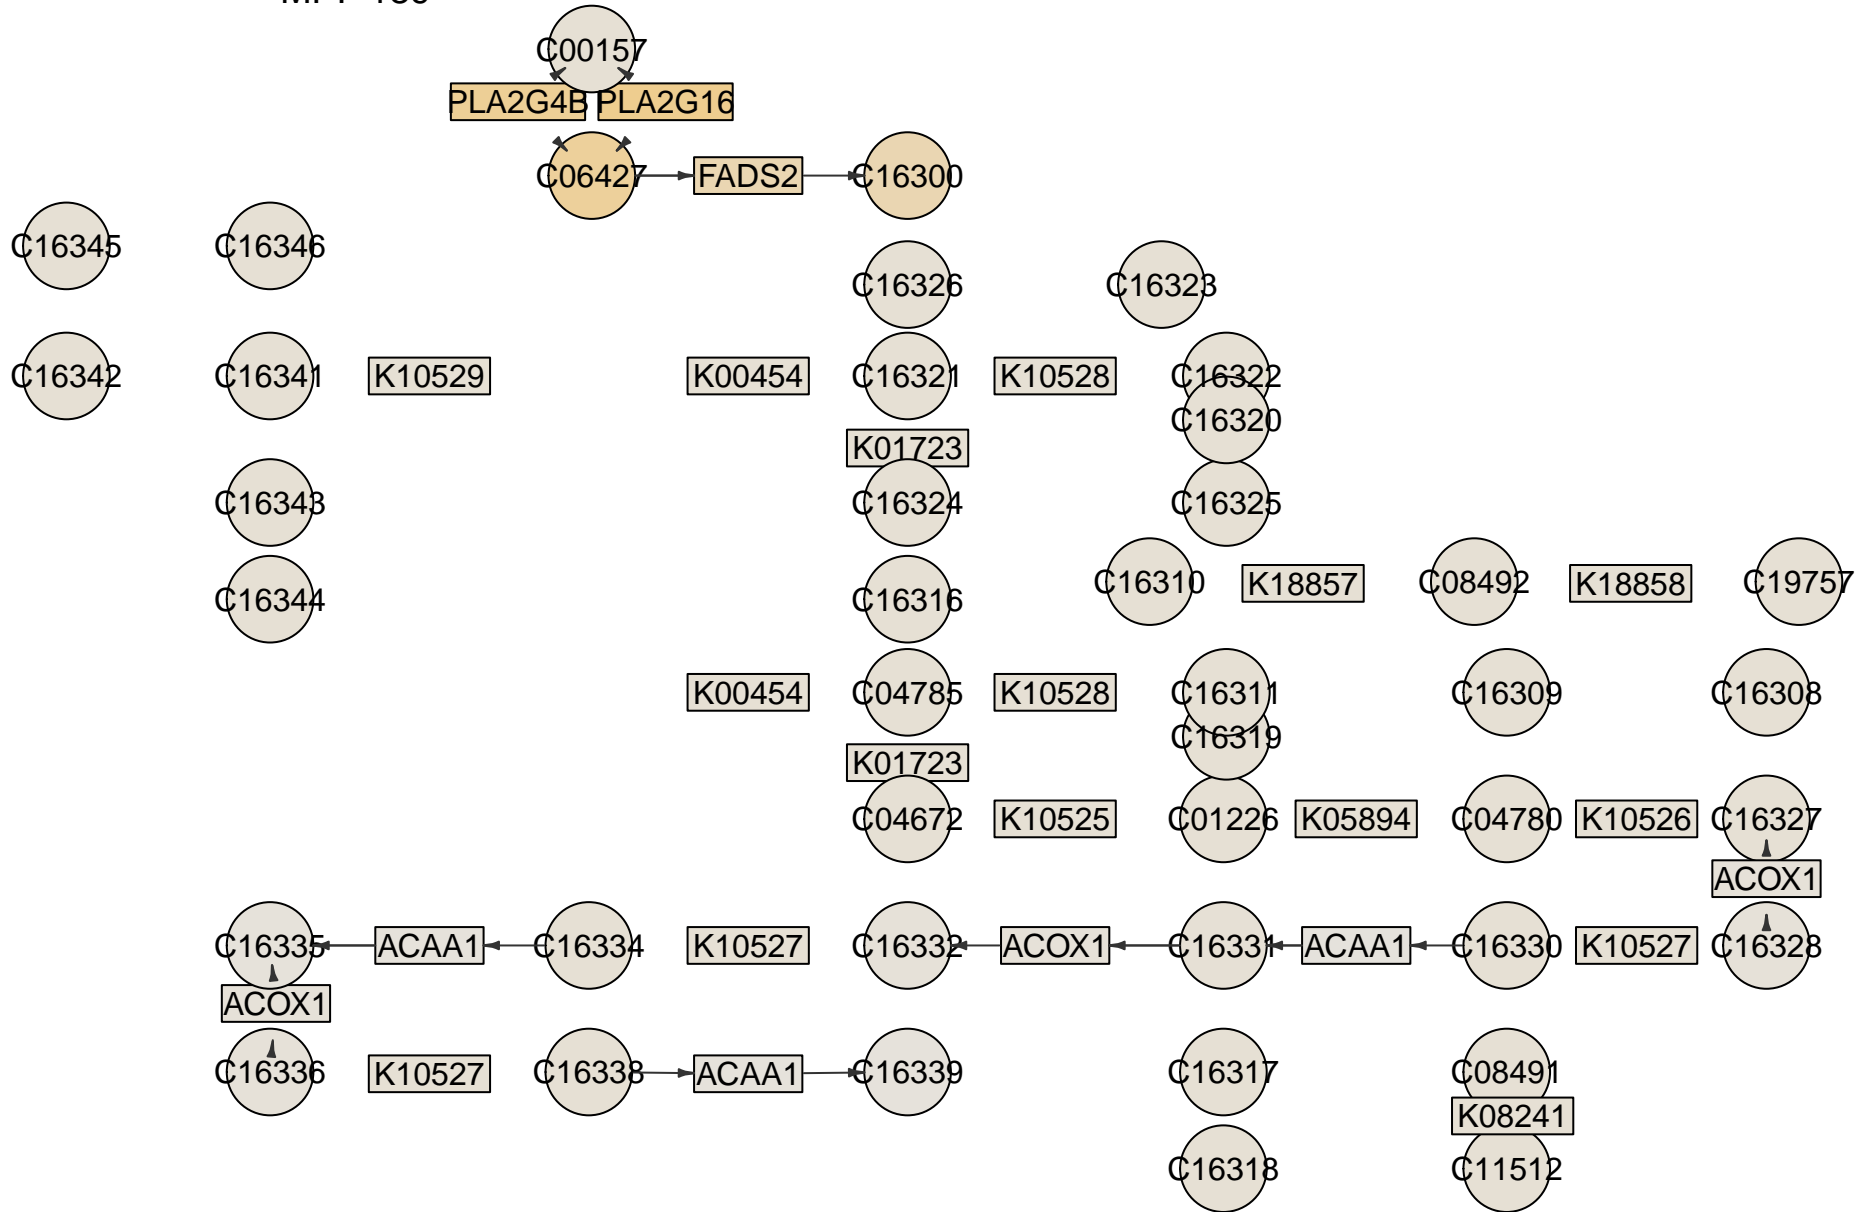 C00157
PLA2G4B PLA2G16
C06427 FADS2 C16300
C16345 C16346
C16326 C16323
C16342 C16341 K10529 K00454 C16321 K10528 C16322
C16320
K01723
C16343 C16324 C16325
C16310 K18857 C08492 K18858 C19757
C16344 C16316
K00454 C04785 K10528 C16311 C16309 C16308
C16319
K01723
C04672 K10525 C01226 K05894 C04780 K10526 C16327
ACOX1
C16335 ACAA1 C16334 K10527 C16332 ACOX1 C16331 ACAA1 C16330 K10527 C16328
ACOX1
C16336 K10527 C16338 ACAA1 C16339 C16317 C08491
K08241
C16318 C11512